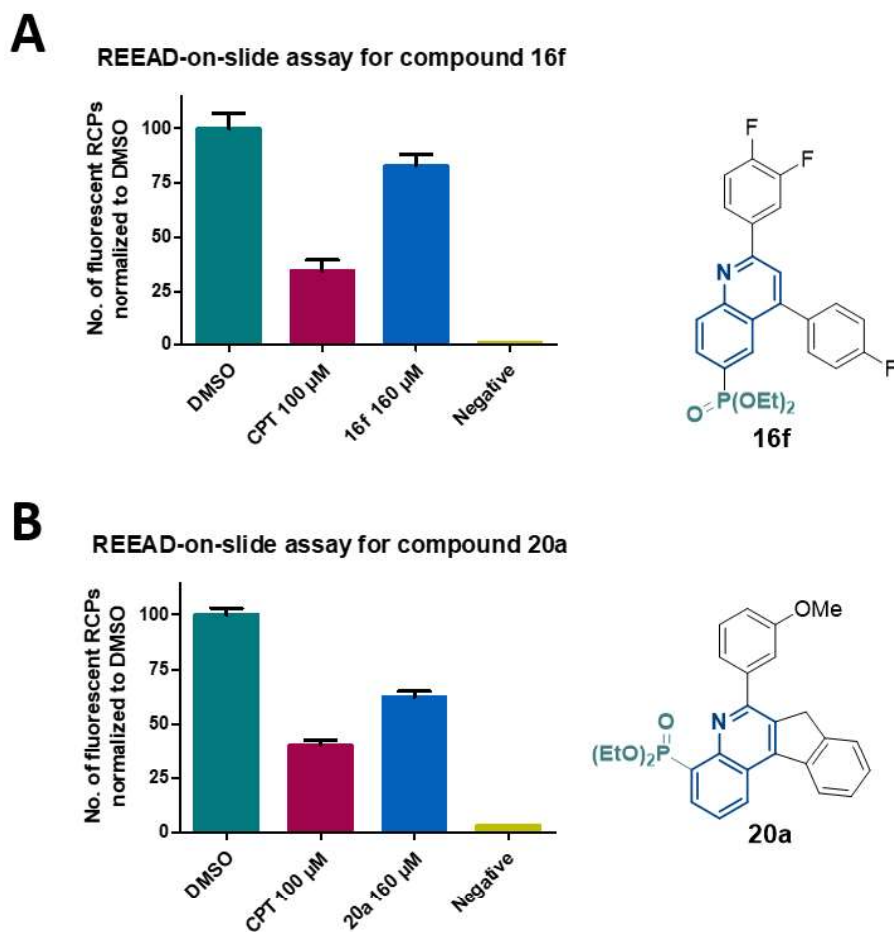 A
REEAD-on-slide assay for compound 16f
No. of fluorescent RCPs
normalized to DMSO
100
75
50
25
0
DMSO
CPT 100 µM
16f 160 µM
Negative
F
F
N
F
O
P(OEt)2
16f
B
REEAD-on-slide assay for compound 20a
No. of fluorescent RCPs
normalized to DMSO
100
75
50
25
0
DMSO
CPT 100 µM
20a 160 µM
Negative
OMe
O
N
(EtO)2P
20a